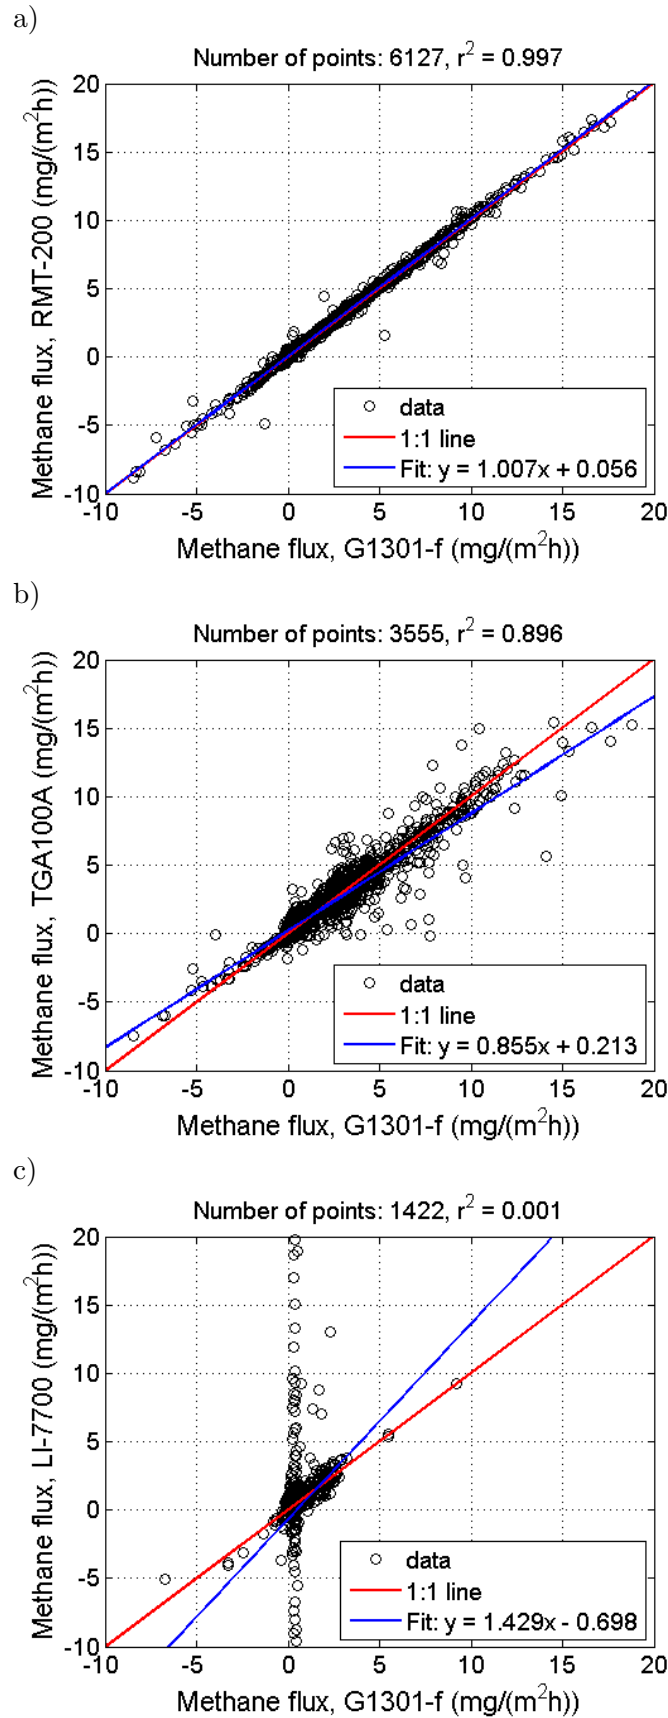 a)
Number of points: 6127, r² = 0.997
20
15
10
5
0
-5
-10
Methane flux, RMT-200 (mg/(m²h))
data
1:1 line
Fit: y = 1.007x + 0.056
-10 -5 0 5 10 15 20
Methane flux, G1301-f (mg/(m²h))
b)
Number of points: 3555, r² = 0.896
20
15
10
5
0
-5
-10
Methane flux, TGA100A (mg/(m²h))
data
1:1 line
Fit: y = 0.855x + 0.213
-10 -5 0 5 10 15 20
Methane flux, G1301-f (mg/(m²h))
c)
Number of points: 1422, r² = 0.001
20
15
10
5
0
-5
-10
Methane flux, LI-7700 (mg/(m²h))
data
1:1 line
Fit: y = 1.429x - 0.698
-10 -5 0 5 10 15 20
Methane flux, G1301-f (mg/(m²h))